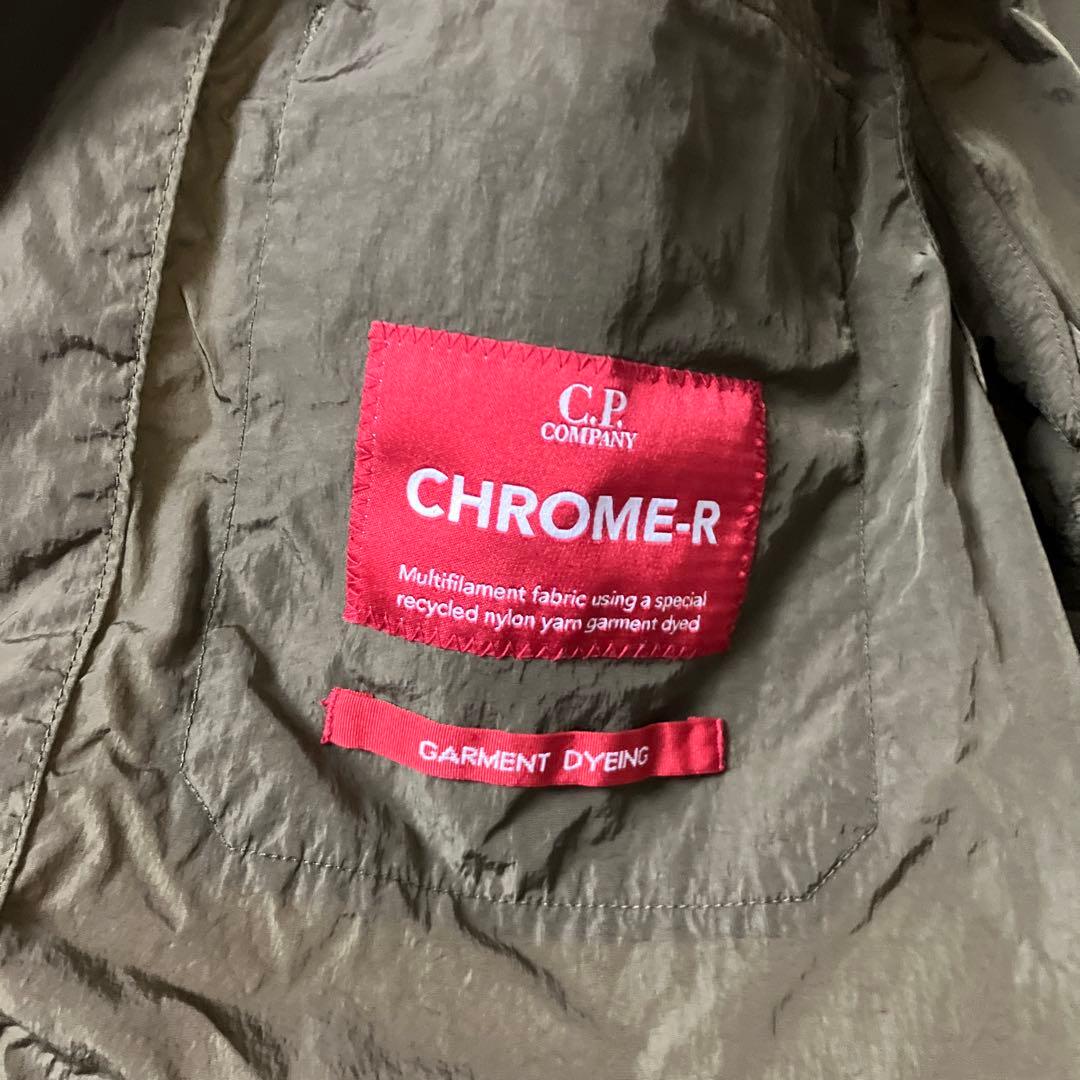 C.P.
COMPANY
CHROME-R
Multifilament fabric using a special
recycled nylon yarn garment dyed
GARMENT DYEING